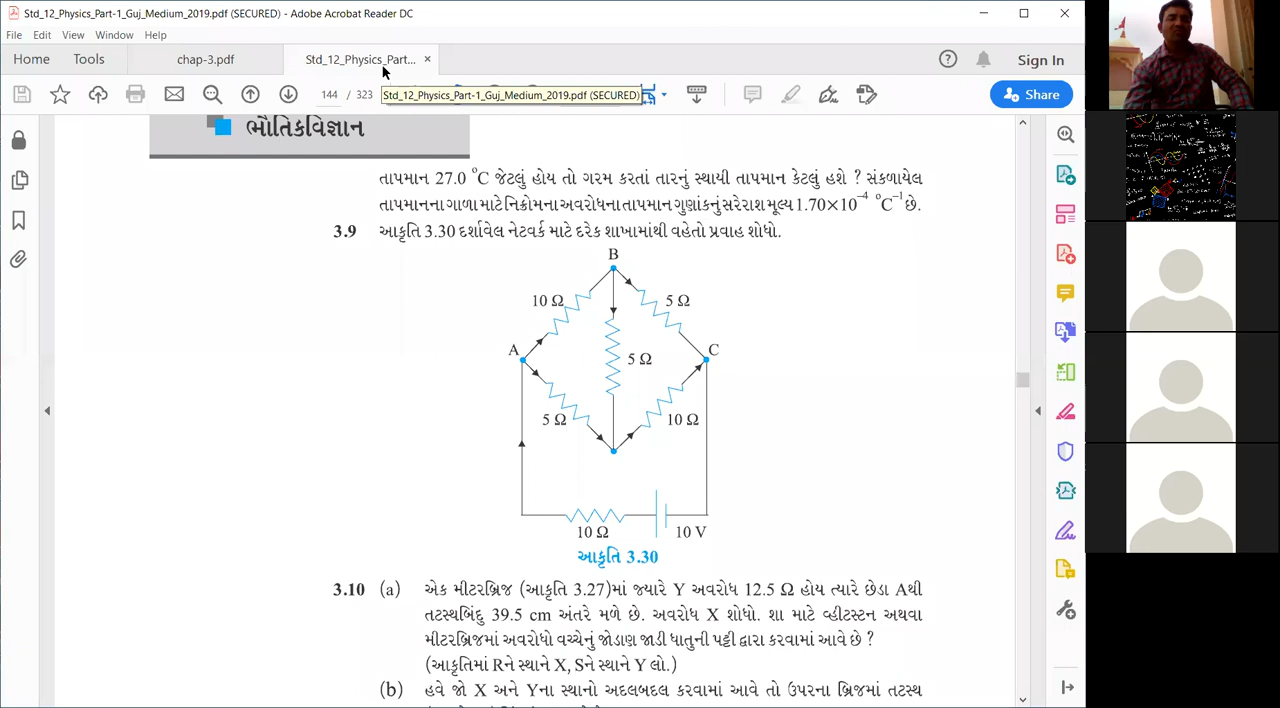 Std_12_Physics_Part-1_Guj_Medium_2019.pdf (SECURED) - Adobe Acrobat Reader DC
File Edit View Window Help
Home Tools chap-3.pdf Std_12_Physics_Part... × Sign In
144 / 323 Std_12_Physics_Part-1_Guj_Medium_2019.pdf (SECURED) Share
ભૌતિકવિજ્ઞાન
તાપમાન 27.0 °C જેટલું હોય તો ગરમ કરતાં તારનું સ્થાયી તાપમાન કેટલું હશે ? સંકળાયેલ
તાપમાનના ગાળા માટે નિક્રોમના અવરોધના તાપમાન ગુણાંકનું સરેરાશ મૂલ્ય 1.70×10⁻⁴ °C⁻¹ છે.
3.9 આકૃતિ 3.30 દર્શાવેલ નેટવર્ક માટે દરેક શાખામાંથી વહેતો પ્રવાહ શોધો.
B
10 Ω 5 Ω
A C
5 Ω
5 Ω 10 Ω
10 Ω 10 V
આકૃતિ 3.30
3.10 (a) એક મીટરબ્રિજ (આકૃતિ 3.27)માં જ્યારે Y અવરોધ 12.5 Ω હોય ત્યારે છેડા Aથી
તટસ્થબિંદુ 39.5 cm અંતરે મળે છે. અવરોધ X શોધો. શા માટે વ્હીટસ્ટન અથવા
મીટરબ્રિજમાં અવરોધો વચ્ચેનું જોડાણ જાડી ધાતુની પટ્ટી દ્વારા કરવામાં આવે છે ?
(આકૃતિમાં Rને સ્થાને X, Sને સ્થાને Y લો.)
(b) હવે જો X અને Yના સ્થાનો અદલબદલ કરવામાં આવે તો ઉપરના બ્રિજમાં તટસ્થ